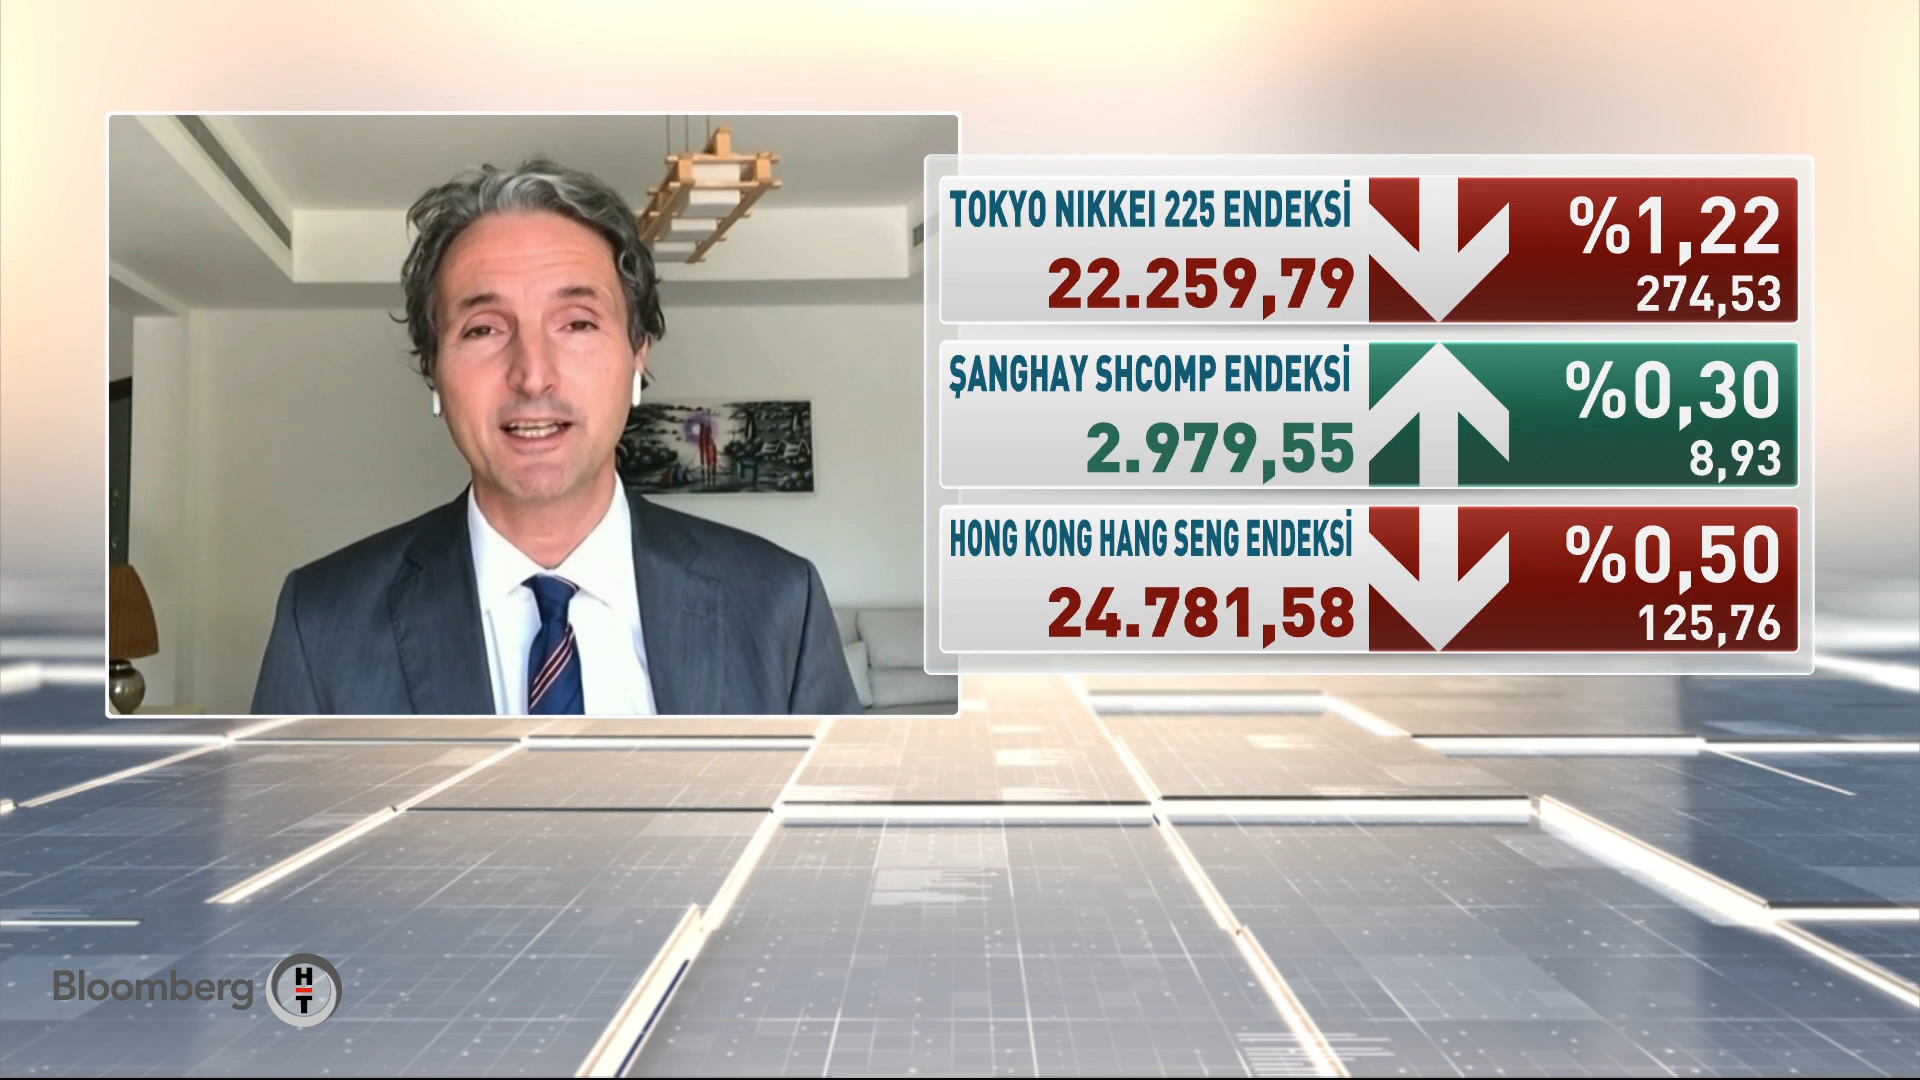 TOKYO NIKKEI 225 ENDEKSİ
22.259,79
%1,22
274,53
ŞANGHAY SHCOMP ENDEKSİ
2.979,55
%0,30
8,93
HONG KONG HANG SENG ENDEKSİ
24.781,58
%0,50
125,76
Bloomberg HT